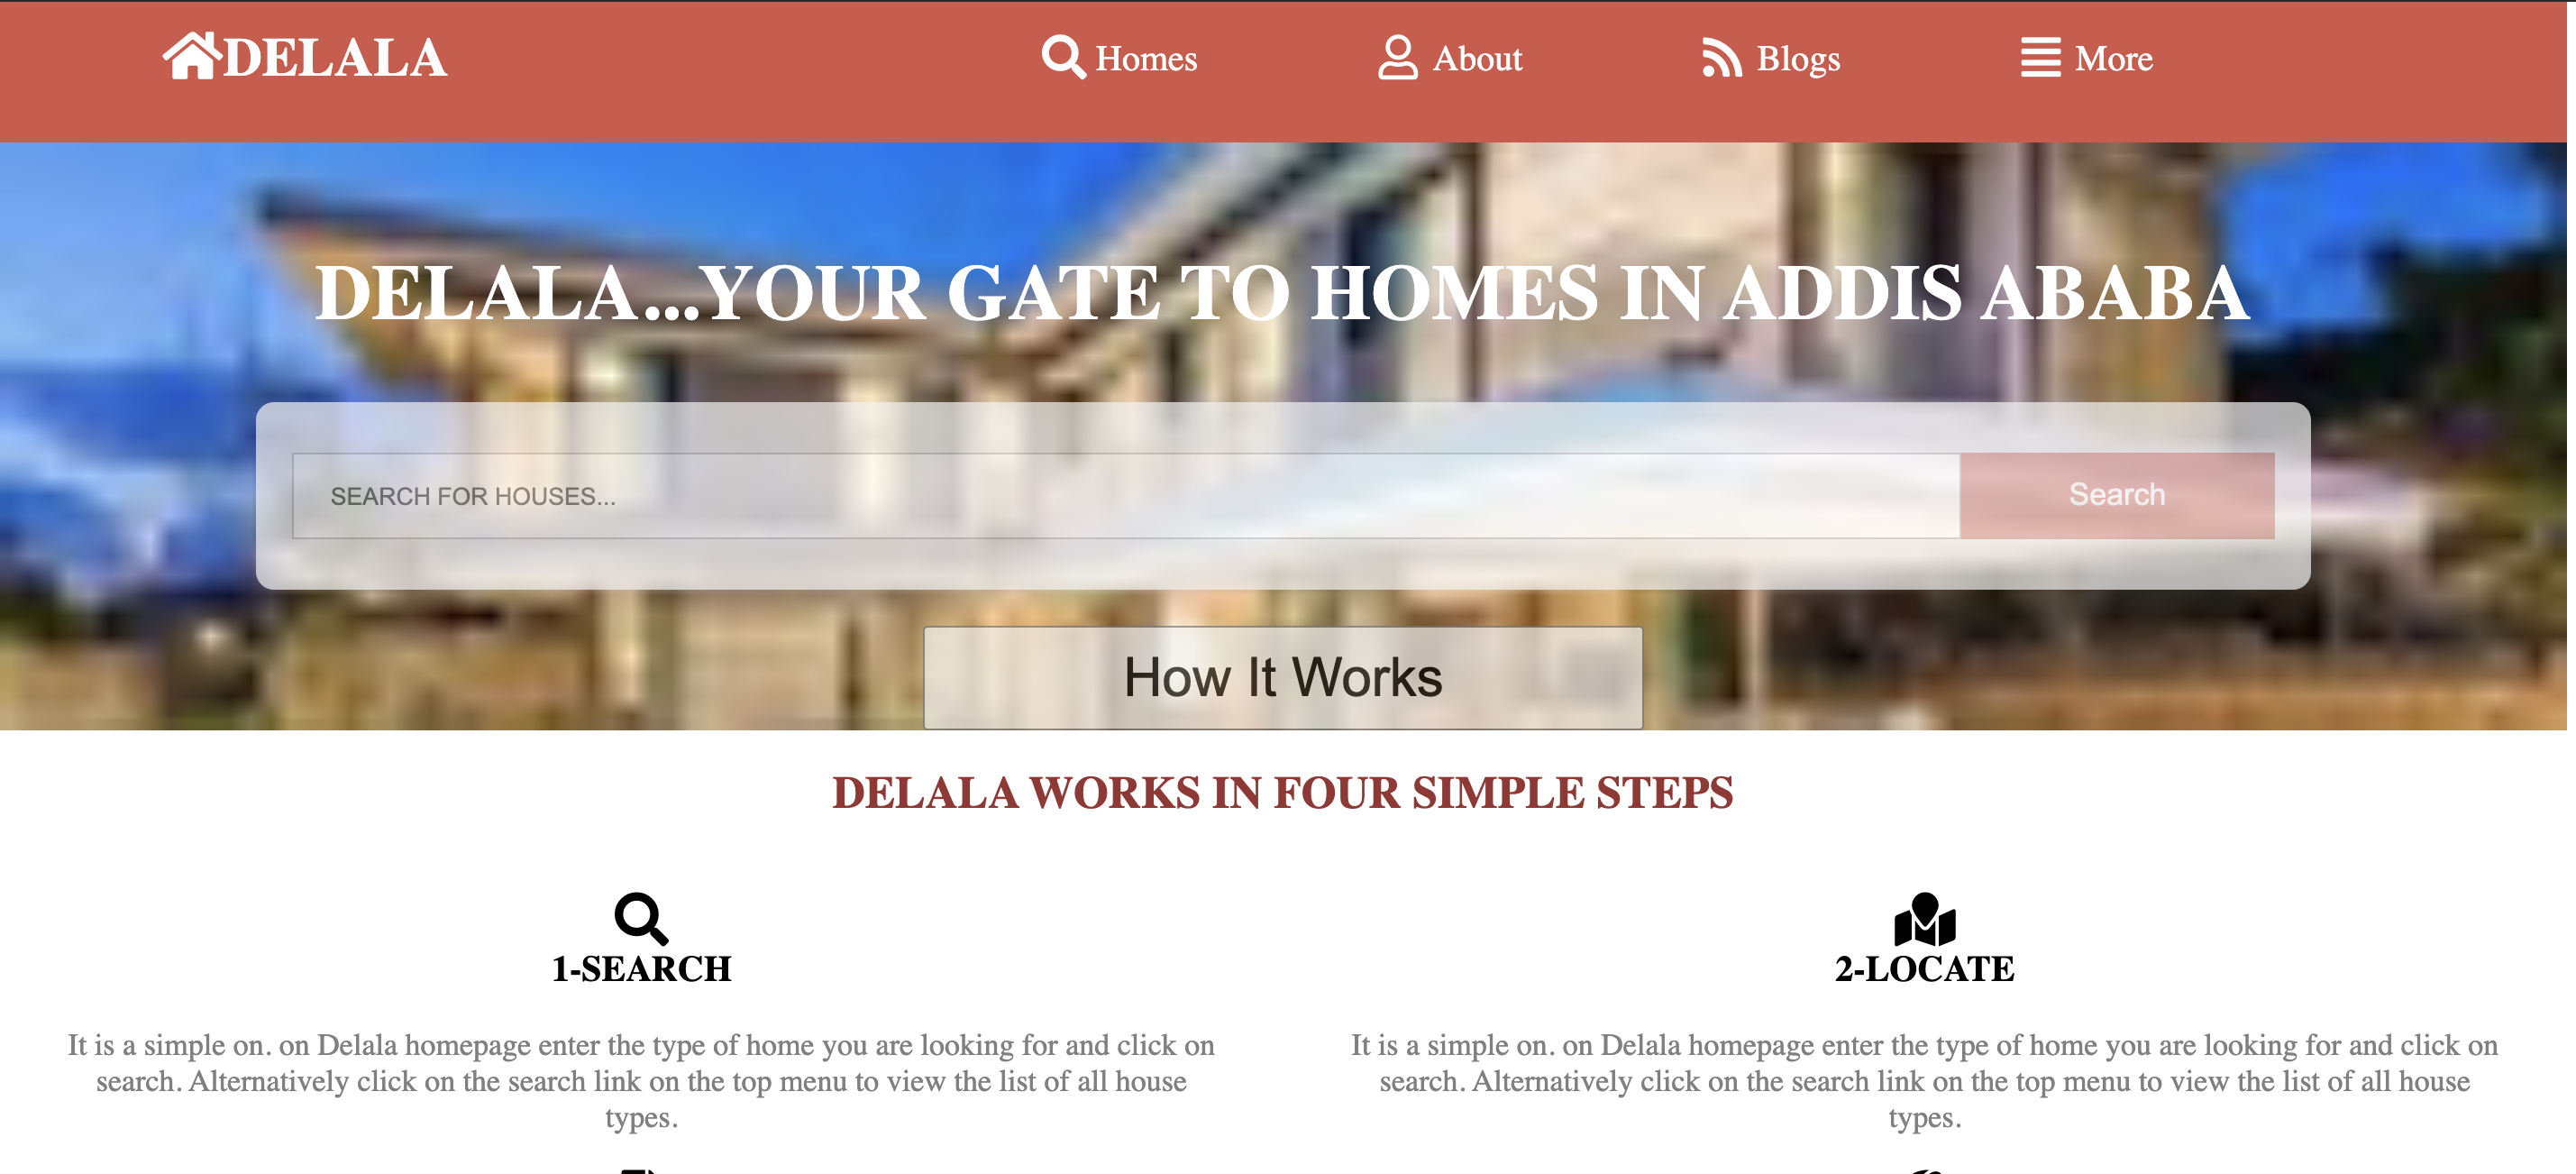 DELALA
Homes
About
Blogs
More
DELALA...YOUR GATE TO HOMES IN ADDIS ABABA
SEARCH FOR HOUSES...
Search
How It Works
DELALA WORKS IN FOUR SIMPLE STEPS
1-SEARCH
It is a simple on. on Delala homepage enter the type of home you are looking for and click on
search. Alternatively click on the search link on the top menu to view the list of all house
types.
2-LOCATE
It is a simple on. on Delala homepage enter the type of home you are looking for and click on
search. Alternatively click on the search link on the top menu to view the list of all house
types.